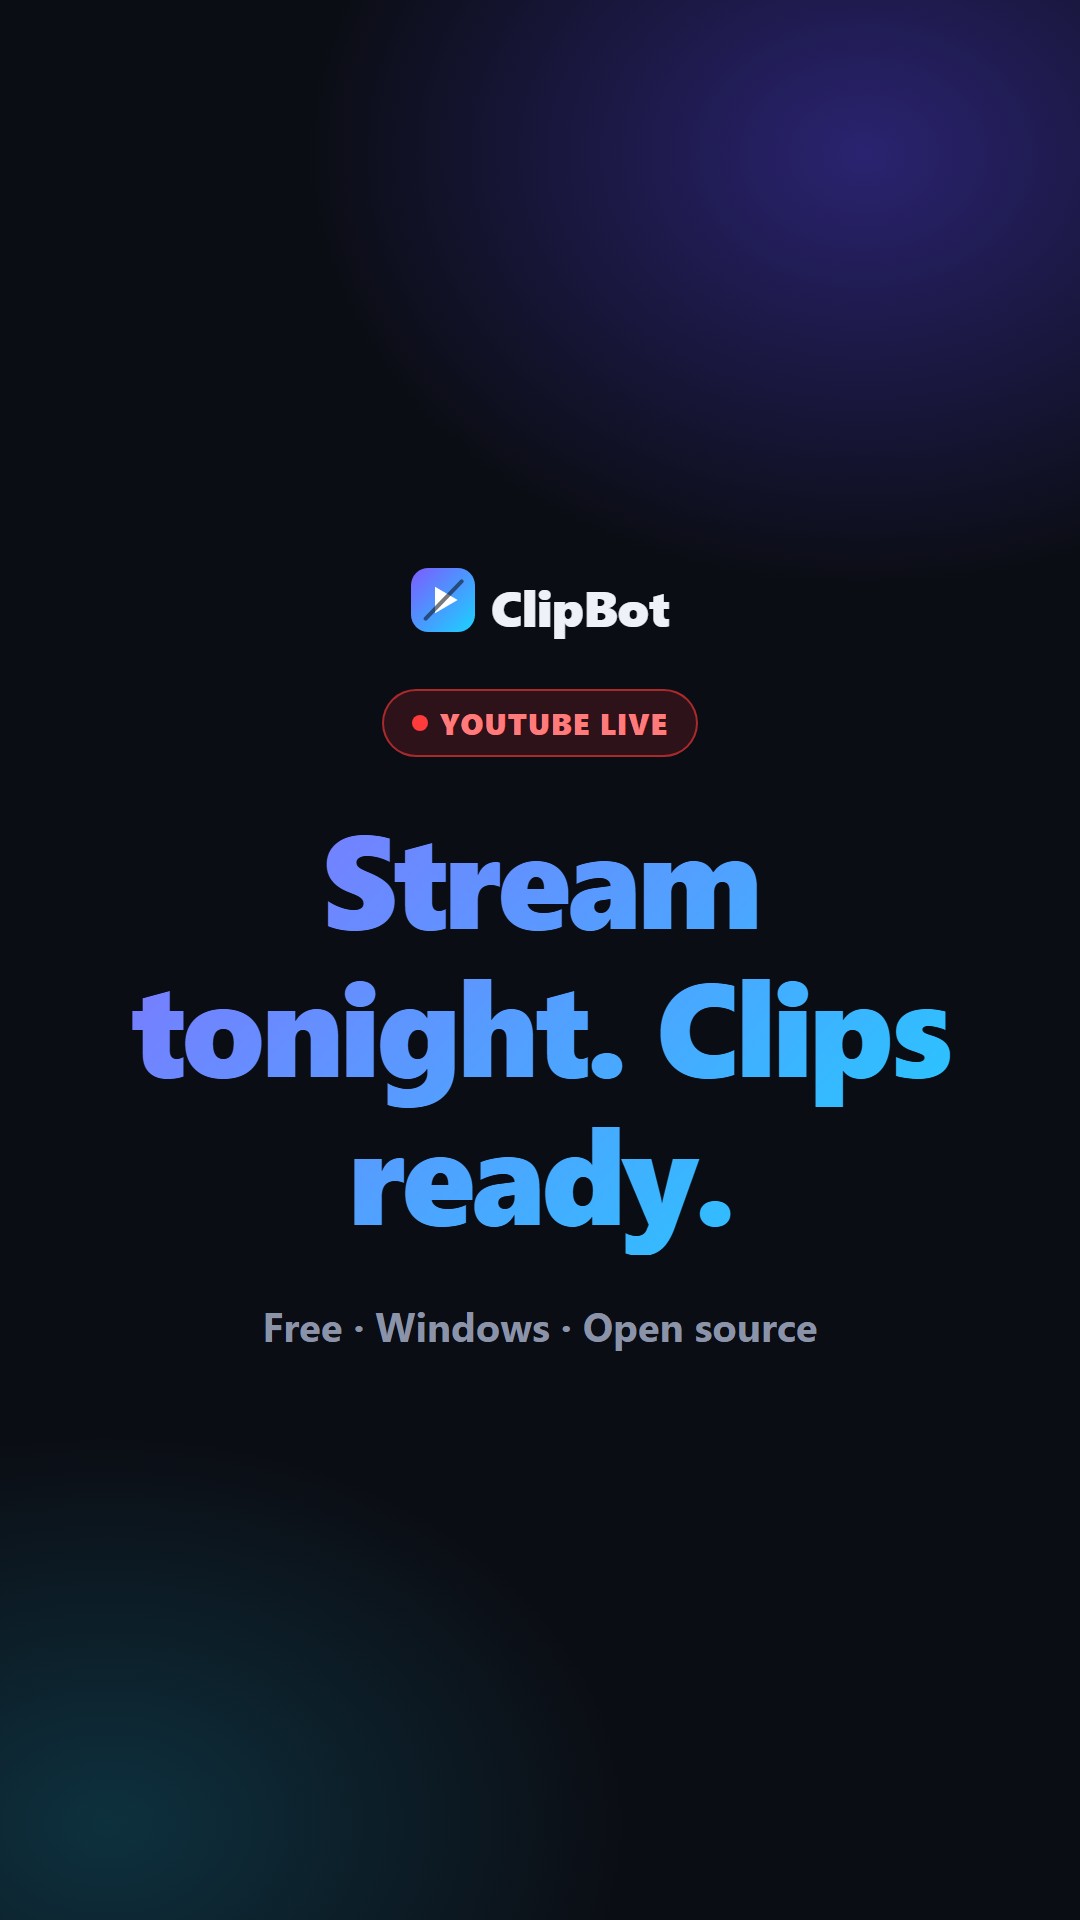 ClipBot
YOUTUBE LIVE
Stream
tonight. Clips
ready.
Free · Windows · Open source